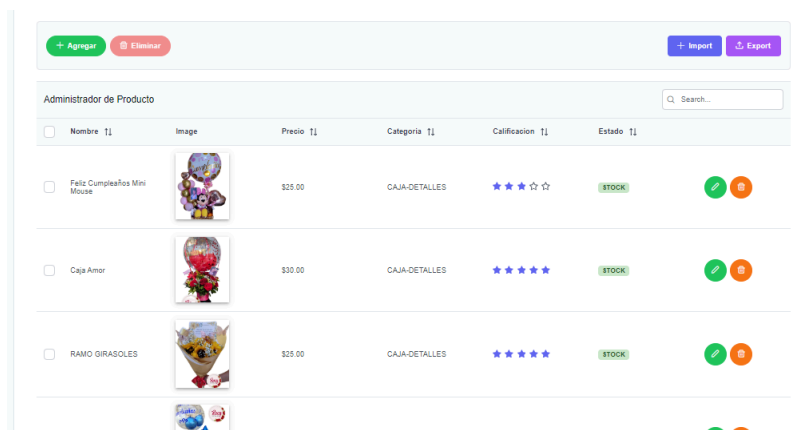 Agregar
Eliminar
Import
Export
Administrador de Producto
Search...
Nombre
Image
Precio
Categoria
Calificacion
Estado
Feliz Cumpleaños Mini
Mouse
$25.00
CAJA-DETALLES
STOCK
Caja Amor
$30.00
CAJA-DETALLES
STOCK
RAMO GIRASOLES
$25.00
CAJA-DETALLES
STOCK